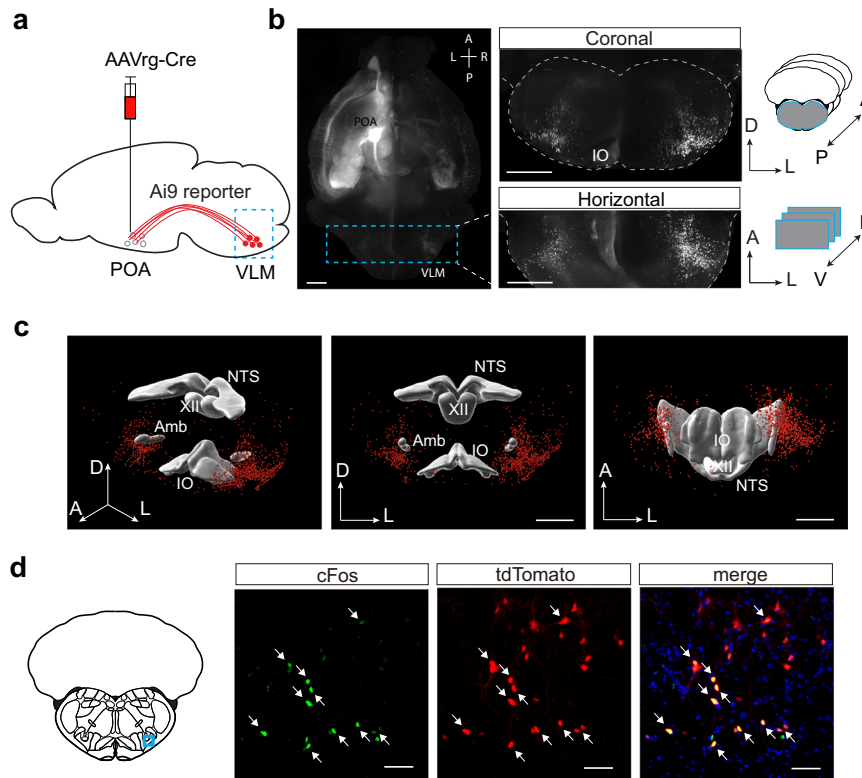 a
AAVrg-Cre
Ai9 reporter
POA
VLM
b
A
L
R
P
POA
VLM
Coronal
IO
Horizontal
D
L
P
A
L
V
c
NTS
XII
Amb
IO
D
A
L
NTS
XII
Amb
IO
D
L
IO
XII
NTS
A
L
d
cFos
tdTomato
merge